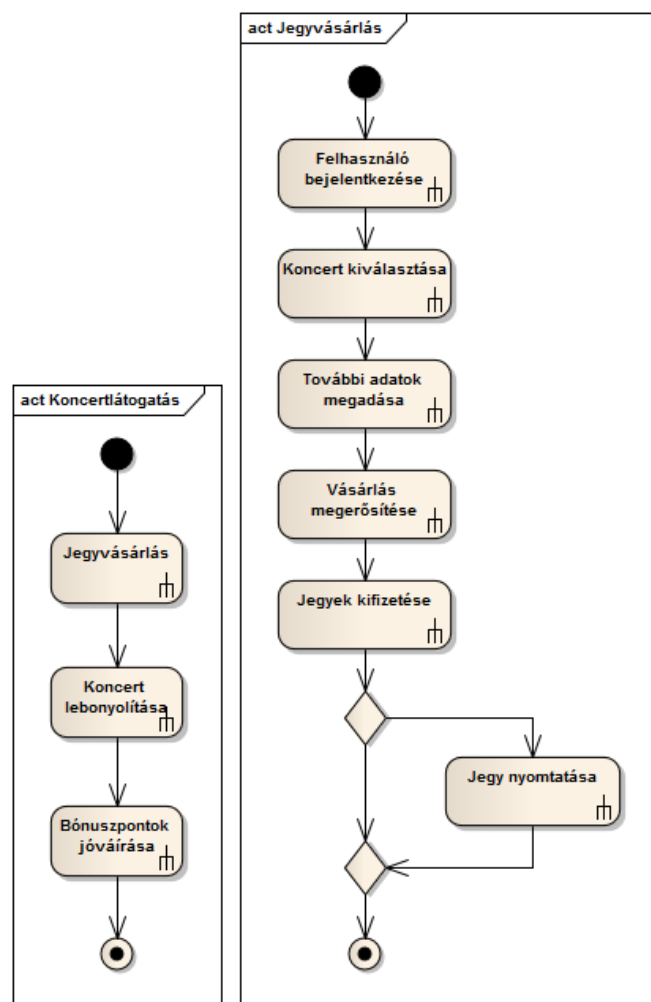 act Jegyvásárlás
Felhasználó
bejelentkezése
Koncert kiválasztása
További adatok
megadása
Vásárlás
megerősítése
Jegyek kifizetése
Jegy nyomtatása
act Koncertlátogatás
Jegyvásárlás
Koncert
lebonyolítása
Bónuszpontok
jóváírása